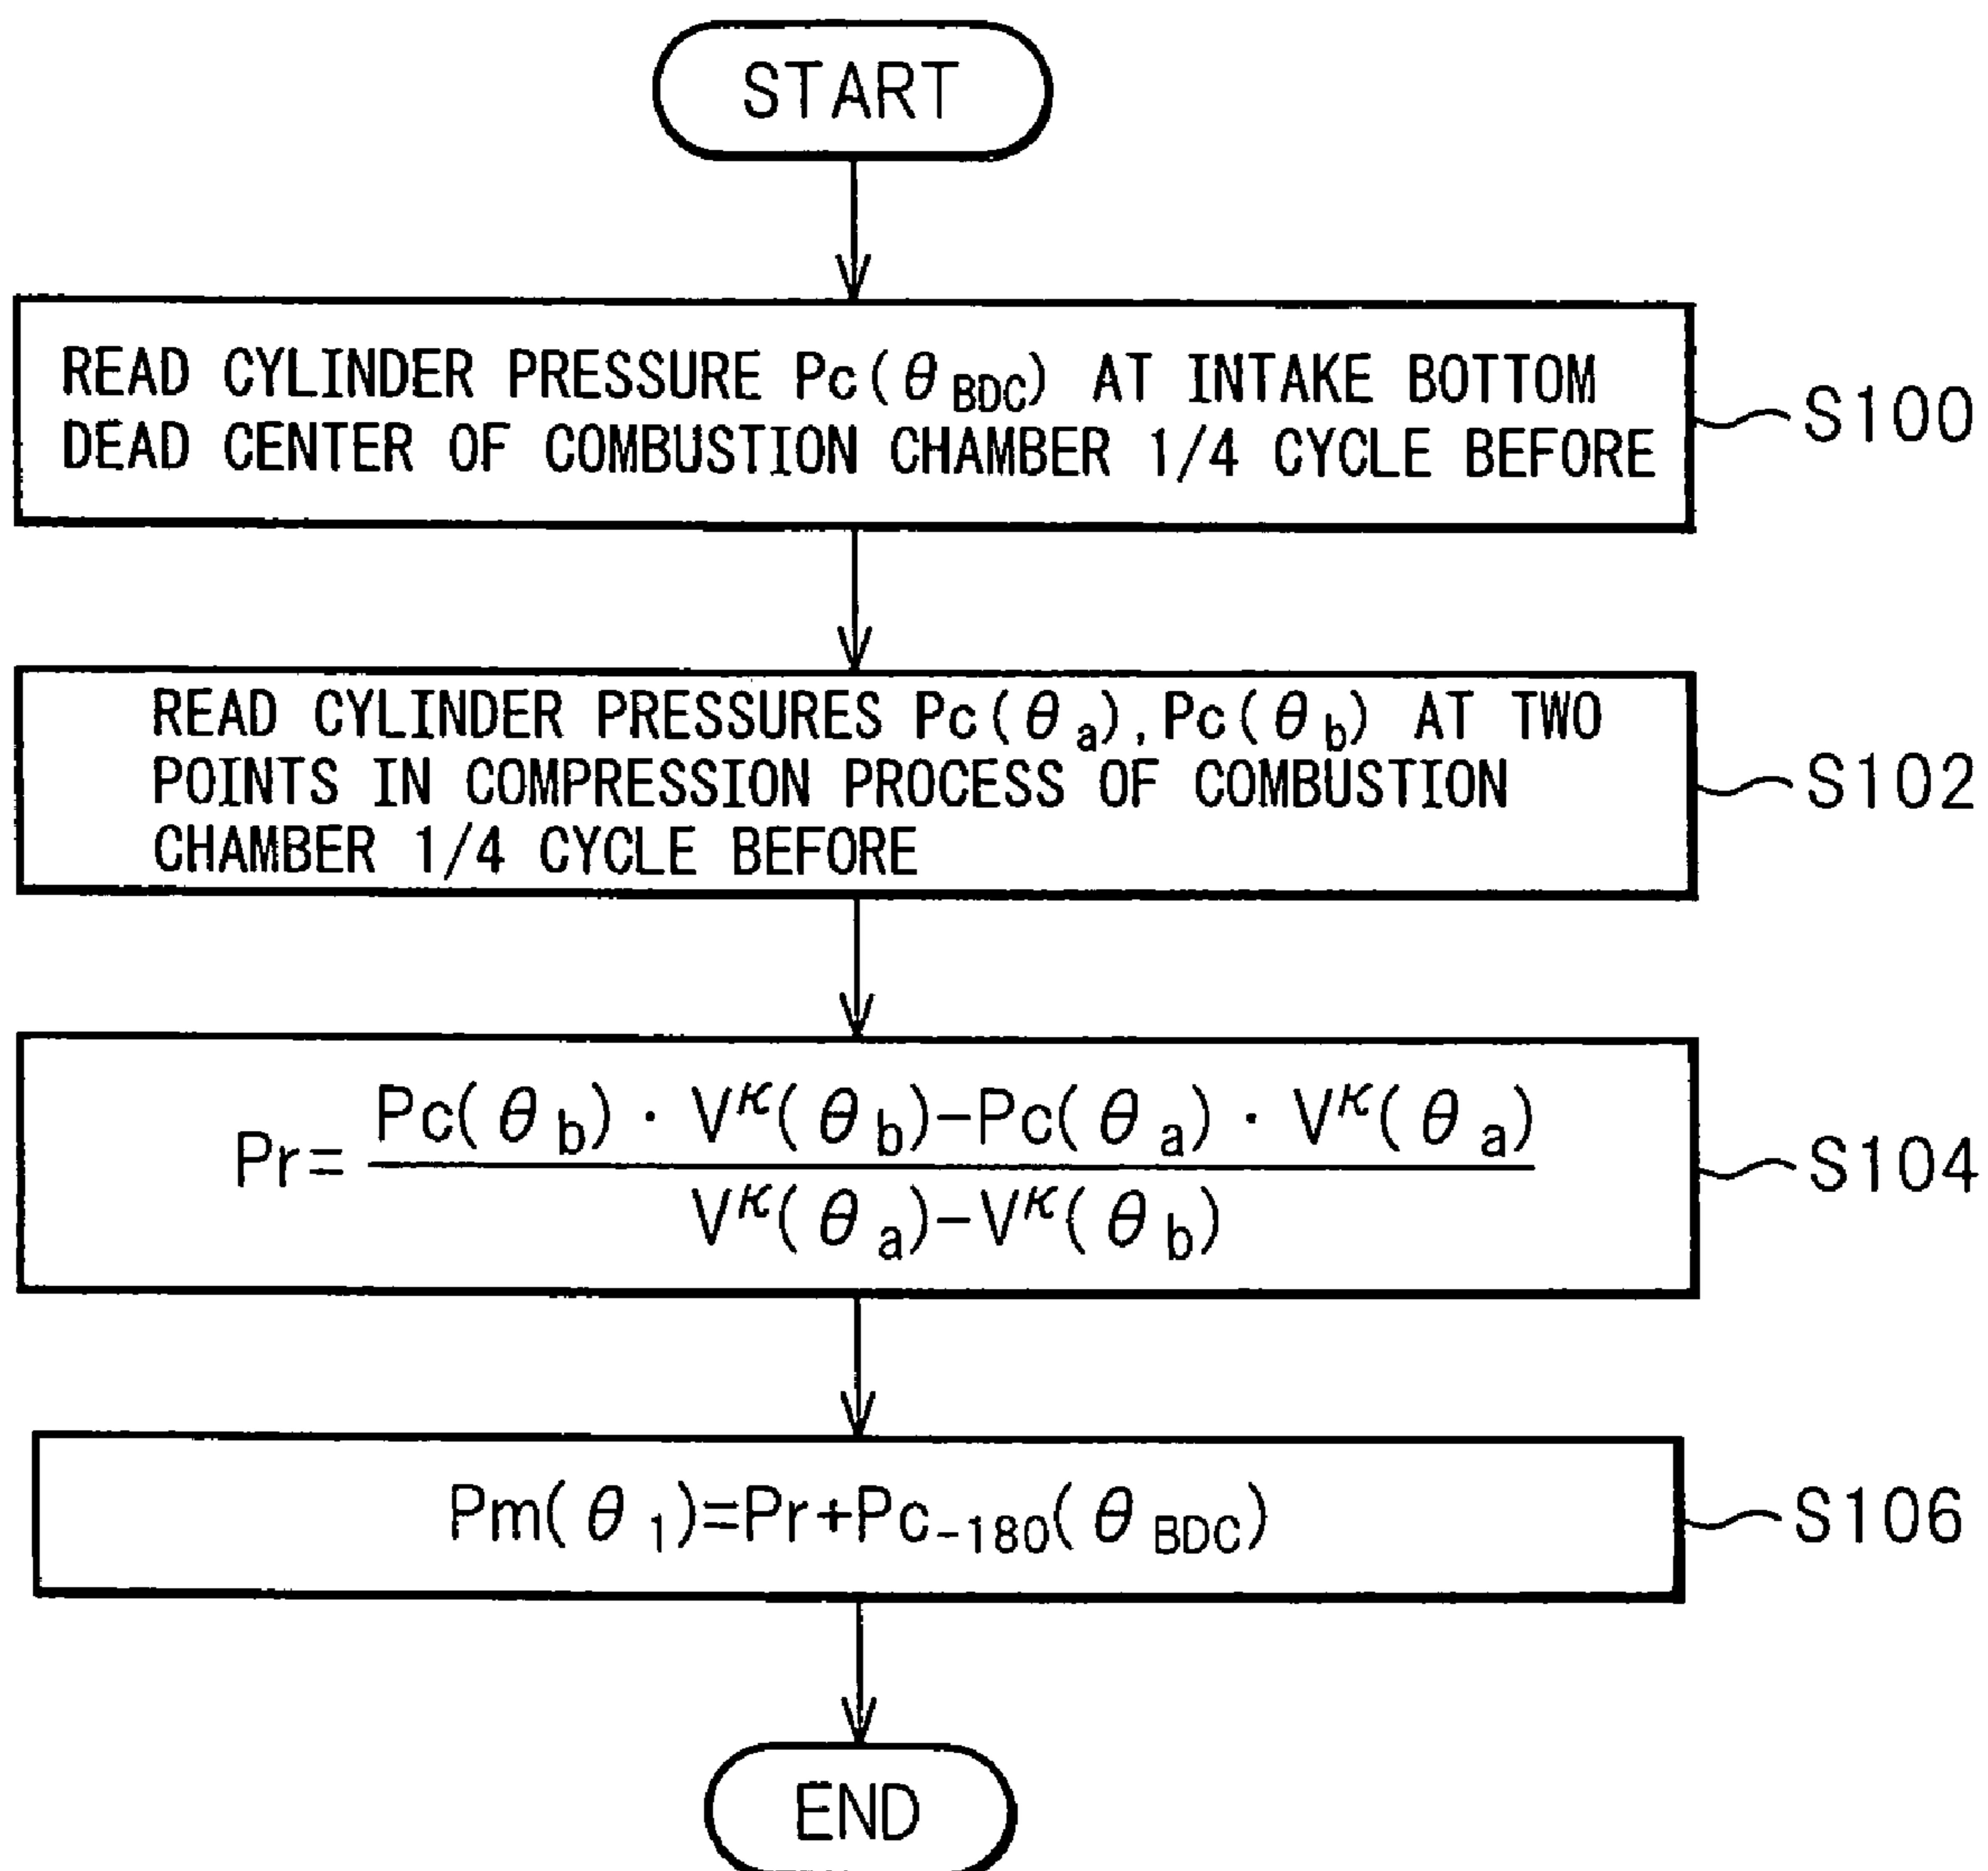 START
READ CYLINDER PRESSURE Pc(θBDC) AT INTAKE BOTTOM
DEAD CENTER OF COMBUSTION CHAMBER 1/4 CYCLE BEFORE
S100
READ CYLINDER PRESSURES Pc(θa), Pc(θb) AT TWO
POINTS IN COMPRESSION PROCESS OF COMBUSTION
CHAMBER 1/4 CYCLE BEFORE
S102
Pr= Pc(θb)・V^κ(θb)-Pc(θa)・V^κ(θa)
V^κ(θa)-V^κ(θb)
S104
Pm(θ1)=Pr+Pc-180(θBDC)
S106
END